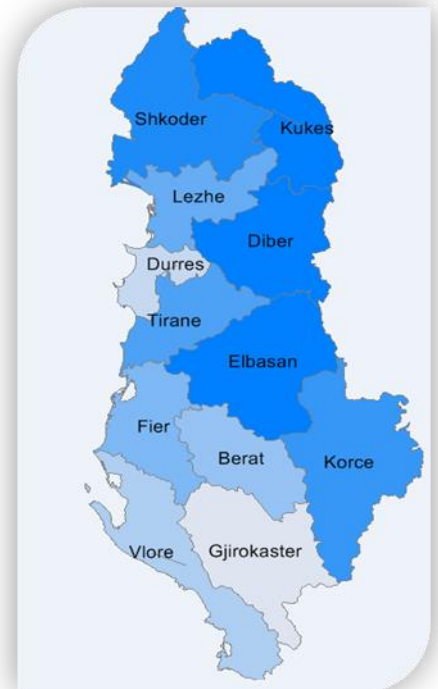 Shkoder
Kukes
Lezhe
Diber
Durres
Tirane
Elbasan
Fier
Berat
Korce
Vlore
Gjirokaster